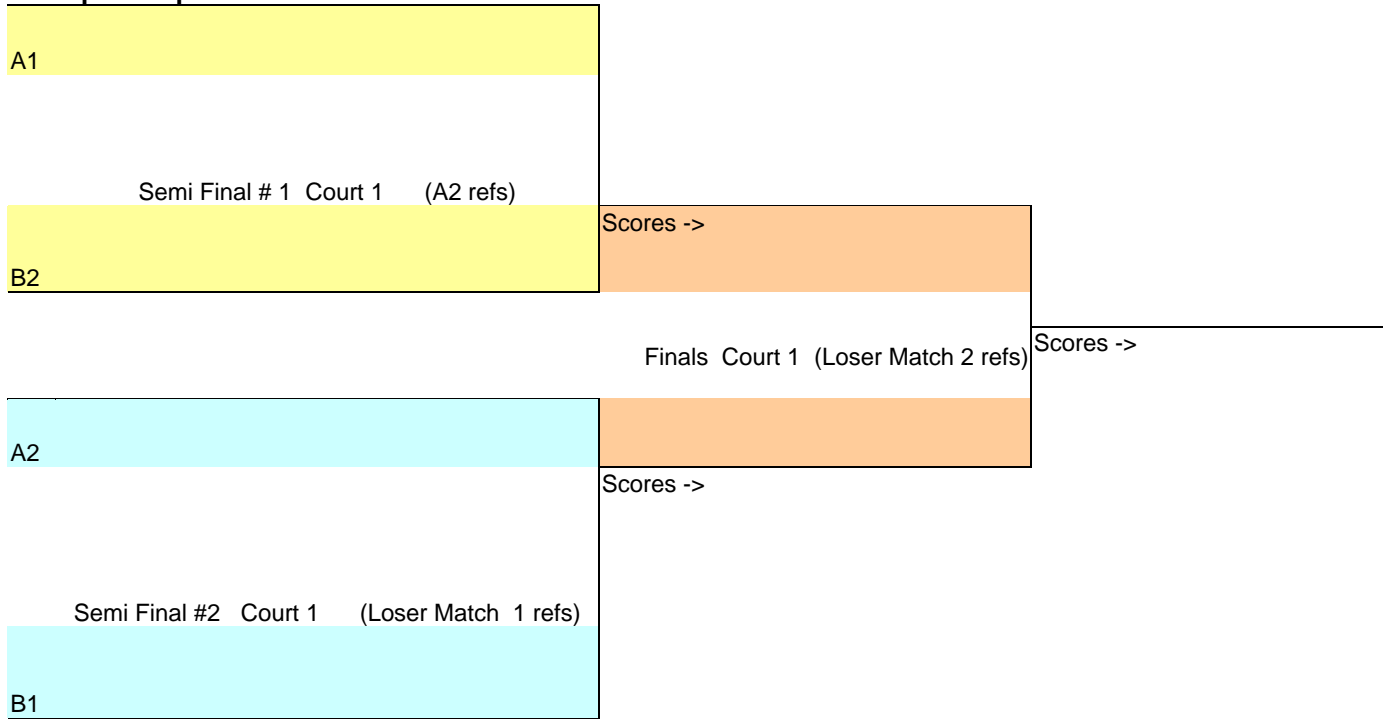 A1
Semi Final # 1 Court 1 (A2 refs)
Scores ->
B2
Finals Court 1 (Loser Match 2 refs)
Scores ->
A2
Scores ->
Semi Final #2 Court 1 (Loser Match 1 refs)
B1